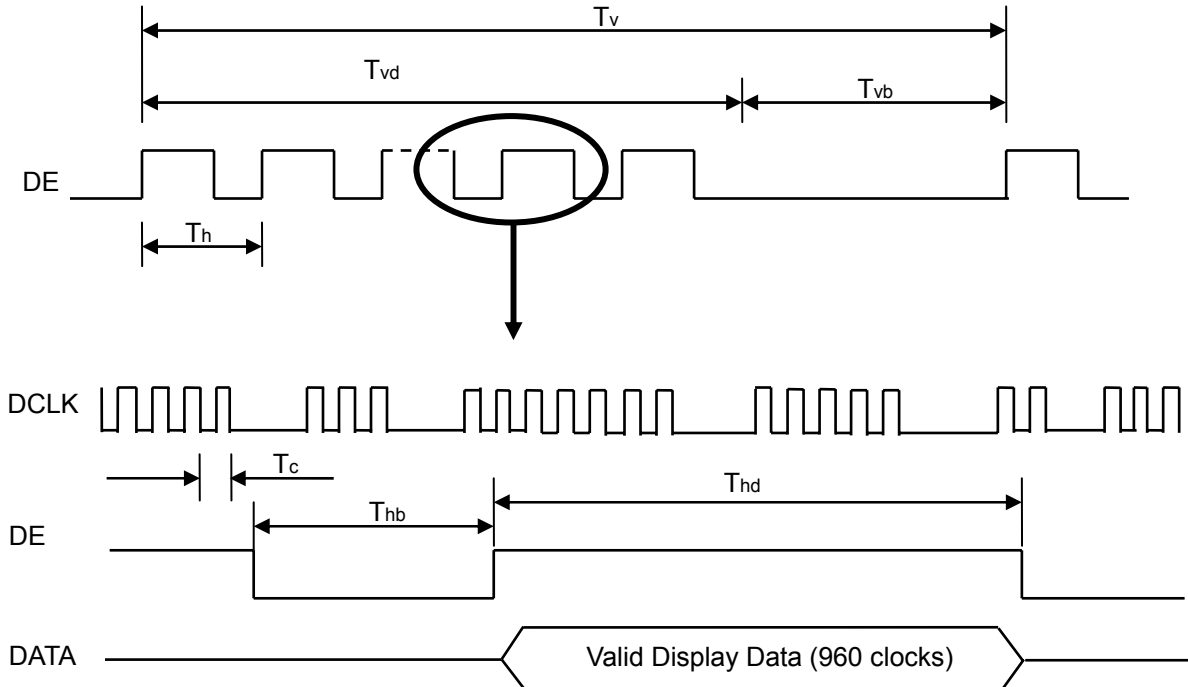 Tv
Tvd
Tvb
DE
Th
DCLK
Tc
Thd
Thb
DE
DATA
Valid Display Data (960 clocks)